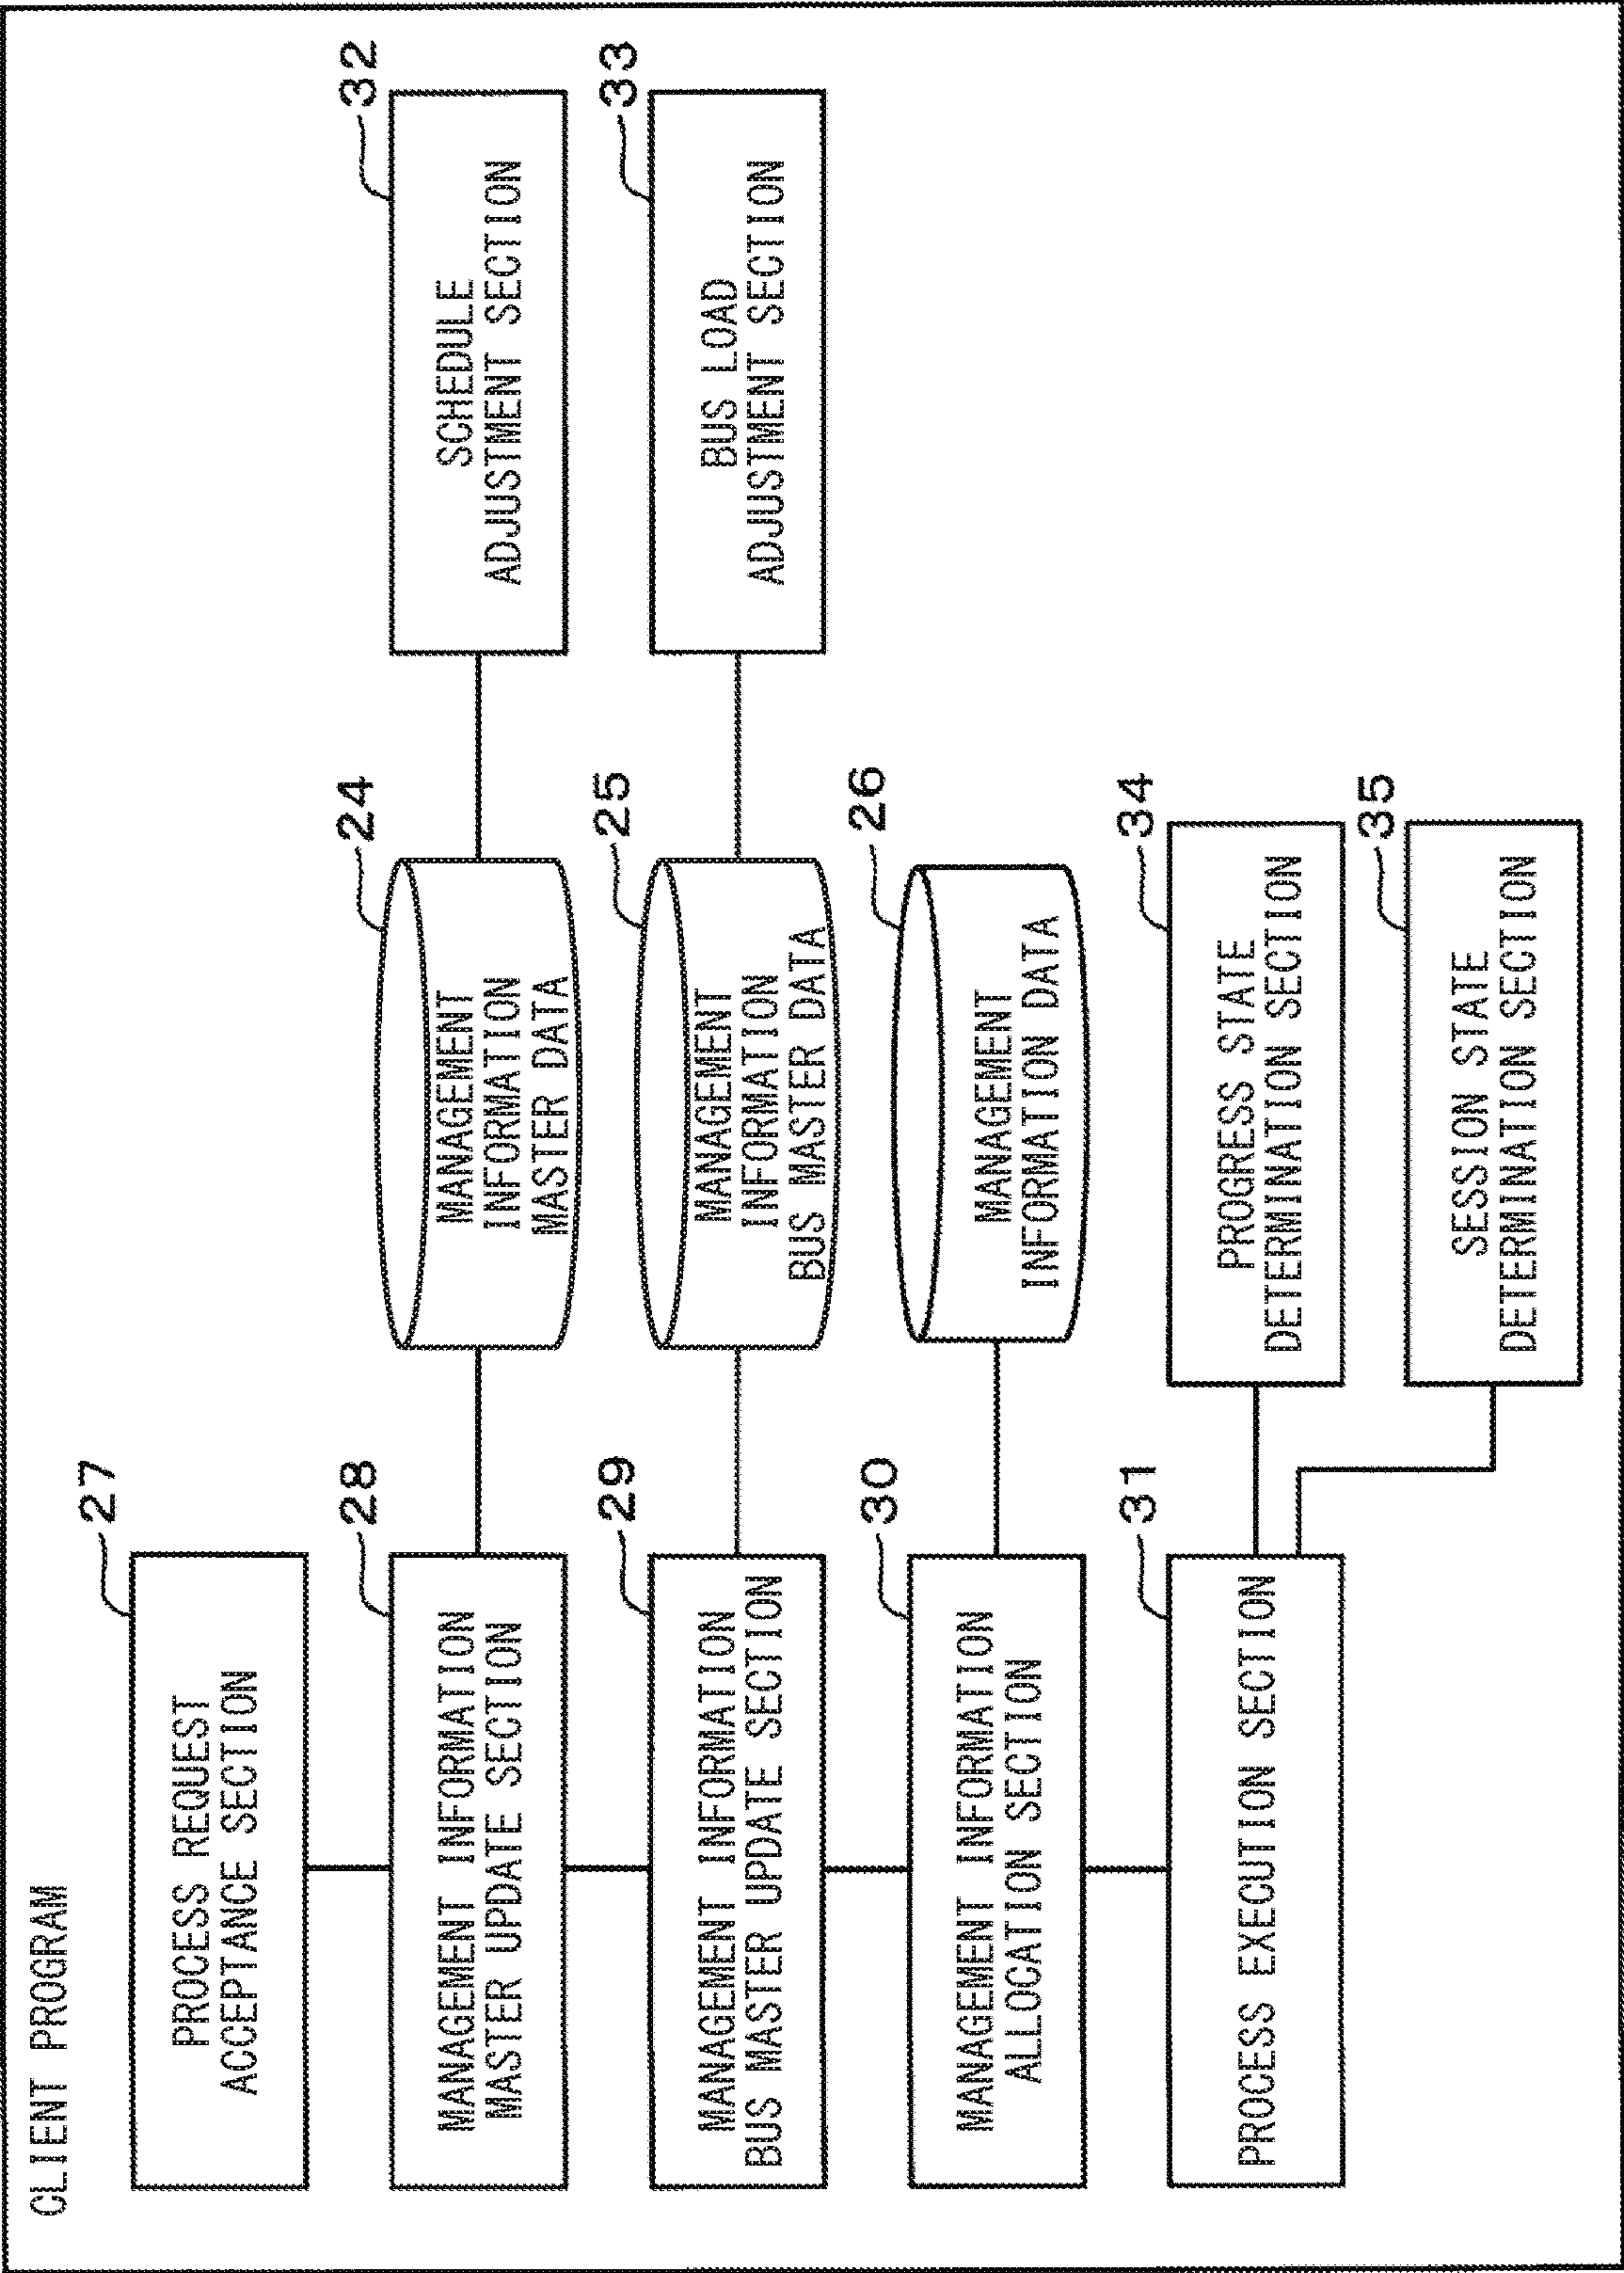 CLIENT PROGRAM
27
PROCESS REQUEST
ACCEPTANCE SECTION
28
MANAGEMENT INFORMATION
MASTER UPDATE SECTION
24
MANAGEMENT
INFORMATION
MASTER DATA
32
SCHEDULE
ADJUSTMENT SECTION
29
MANAGEMENT INFORMATION
BUS MASTER UPDATE SECTION
25
MANAGEMENT
INFORMATION
BUS MASTER DATA
33
BUS LOAD
ADJUSTMENT SECTION
30
MANAGEMENT INFORMATION
ALLOCATION SECTION
26
MANAGEMENT
INFORMATION DATA
31
PROCESS EXECUTION SECTION
34
PROGRESS STATE
DETERMINATION SECTION
35
SESSION STATE
DETERMINATION SECTION